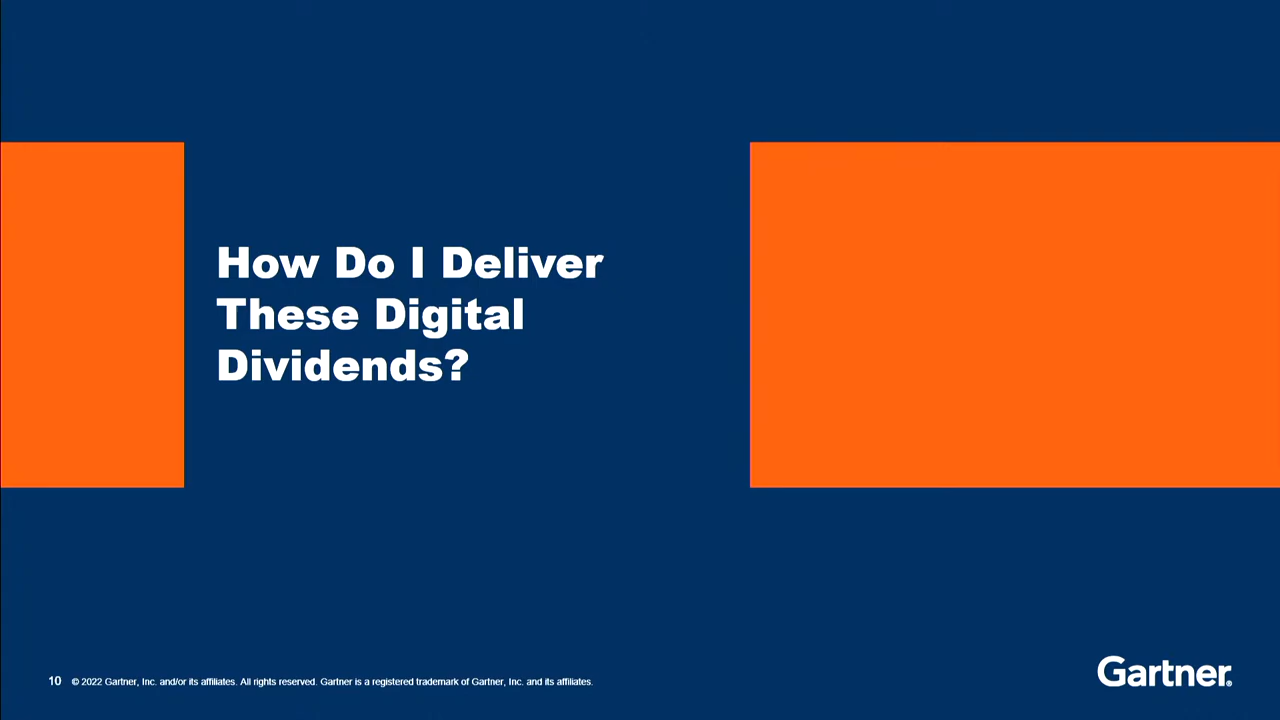 How Do I Deliver
These Digital
Dividends?
10 © 2022 Gartner, Inc. and/or its affiliates. All rights reserved. Gartner is a registered trademark of Gartner, Inc. and its affiliates.
Gartner®